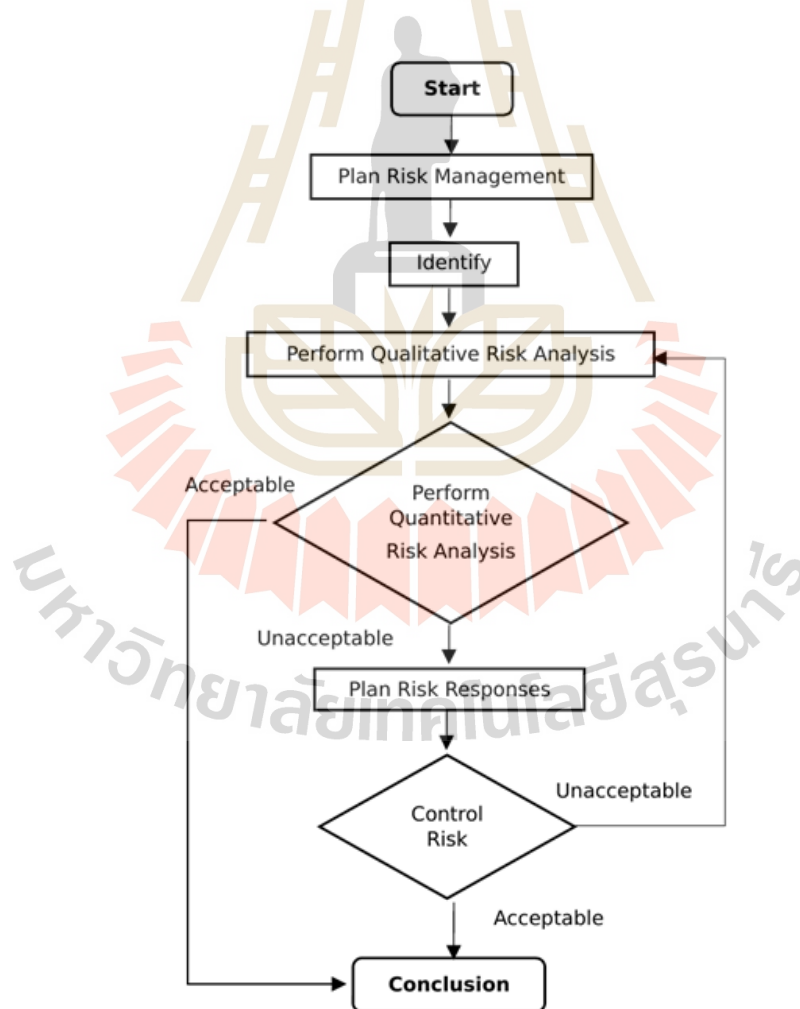 Start
Plan Risk Management
Identify
Perform Qualitative Risk Analysis
Acceptable
Perform
Quantitative
Risk Analysis
Unacceptable
Plan Risk Responses
Control
Risk
Unacceptable
Acceptable
Conclusion
มหาวิทยาลัยเทคโนโลยีสุรนารี